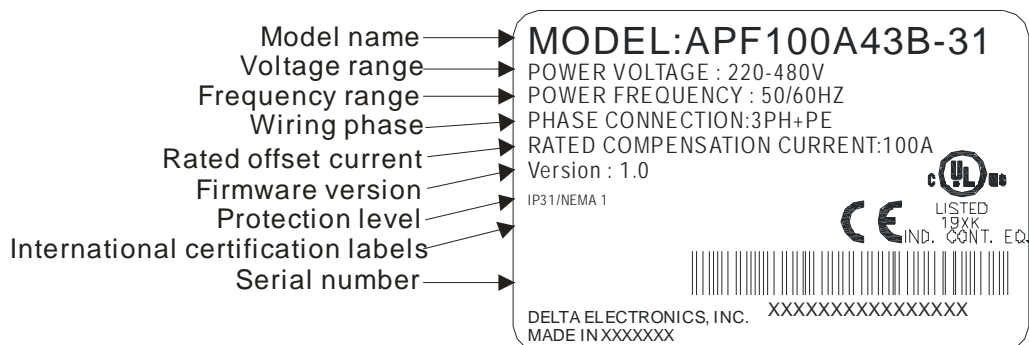 Model name
Voltage range
Frequency range
Wiring phase
Rated offset current
Firmware version
Protection level
International certification labels
Serial number
MODEL:APF100A43B-31
POWER VOLTAGE : 220-480V
POWER FREQUENCY : 50/60HZ
PHASE CONNECTION:3PH+PE
RATED COMPENSATION CURRENT:100A
Version : 1.0
IP31/NEMA 1
C UL US
LISTED
19XK
IND. CONT. EQ.
CE
XXXXXXXXXXXXXXXX
DELTA ELECTRONICS, INC.
MADE IN XXXXXXX